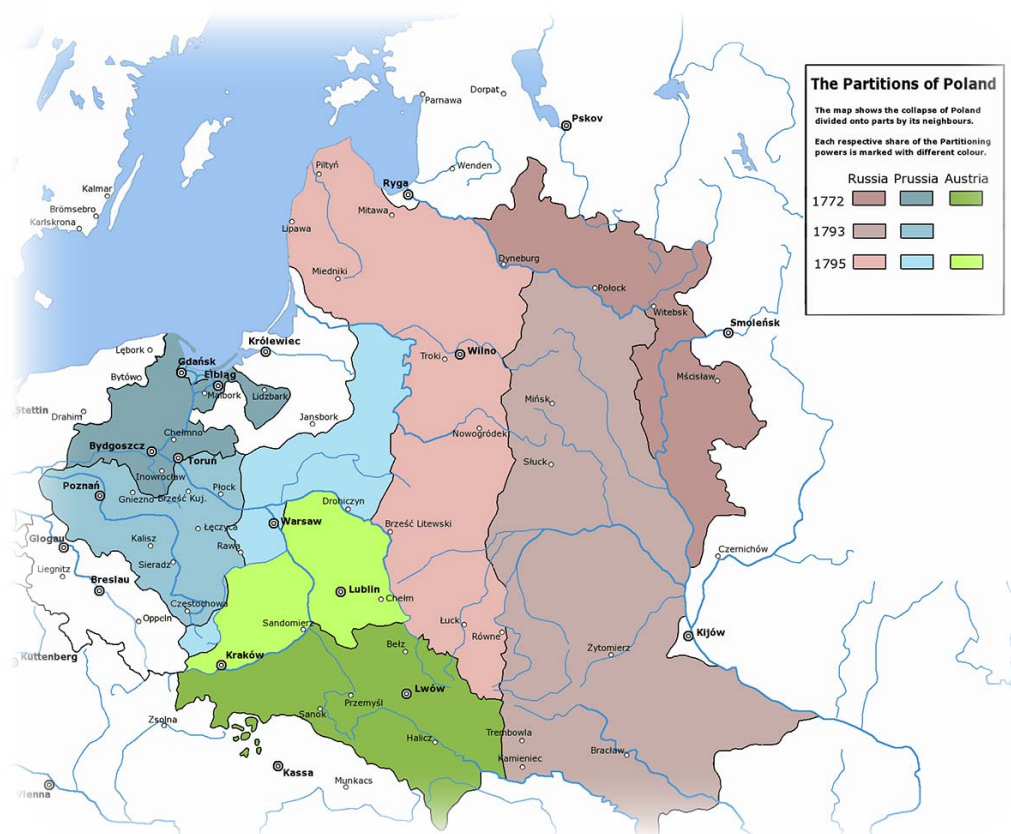 The Partitions of Poland
The map shows the collapse of Poland
divided onto parts by its neighbours.
Each respective share of the Partitioning
powers is marked with different colour.
Russia Prussia Austria
1772
1793
1795
Dorpat
Parnawa
Pskov
Piltyń
Wenden
Ryga
Kalmar
Mitawa
Brömsebro
Karlskrona
Lipawa
Dyneburg
Miedniki
Połock
Witebsk
Smoleńsk
Królewiec
Lębork
Wilno
Troki
Gdańsk
Elbląg
Bytów
Malbork
Lidzbark
Mścisław
Mińsk
Stettin
Drahim
Jansbork
Nowogródek
Chełmno
Bydgoszcz
Toruń
Słuck
Inowrocław
Poznań
Gniezno
Brześć Kuj.
Płock
Drohiczyn
Warsaw
Łęczyca
Brześć Litewski
Glogau
Kalisz
Rawa
Czernichów
Sieradz
Liegnitz
Breslau
Lublin
Chełm
Częstochowa
Oppeln
Sandomierz
Łuck
Równe
Kijów
Bełz
Żytomierz
Kuttenberg
Kraków
Lwów
Przemyśl
Sanok
Zsolna
Halicz
Trembowla
Bracław
Kamieniec
Kassa
Munkacs
Vienna